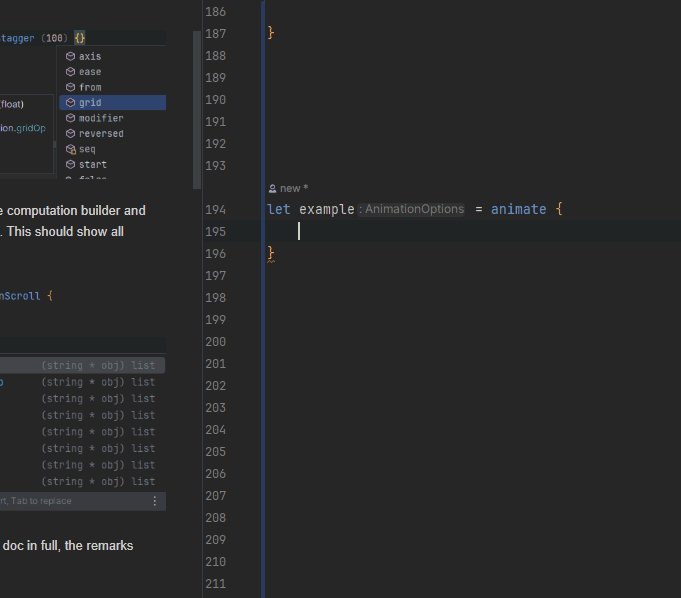 tagger (100) {}
axis
ease
from
(float)
grid
modifier
ion.gridOp
reversed
seq
start
e computation builder and
. This should show all
nScroll {
(string * obj) list
(string * obj) list
(string * obj) list
(string * obj) list
(string * obj) list
(string * obj) list
(string * obj) list
(string * obj) list
rt, Tab to replace
doc in full, the remarks
186
187 }
188
189
190
191
192
193
new *
194 let example : AnimationOptions = animate {
195
196 }
197
198
199
200
201
202
203
204
205
206
207
208
209
210
211